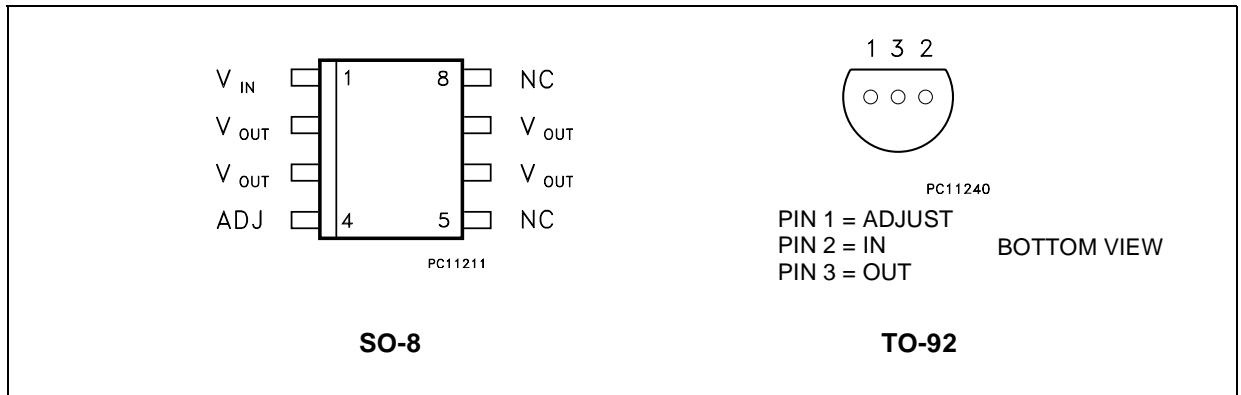 V IN 1 8 NC
V OUT V OUT
V OUT V OUT
ADJ 4 5 NC
PC11211
SO-8
1 3 2
PC11240
PIN 1 = ADJUST
PIN 2 = IN
PIN 3 = OUT
BOTTOM VIEW
TO-92